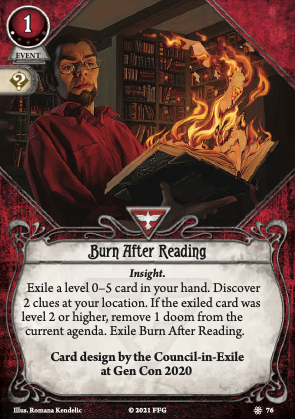 1
EVENT
?
Burn After Reading
Insight.
Exile a level 0–5 card in your hand. Discover
2 clues at your location. If the exiled card was
level 2 or higher, remove 1 doom from the
current agenda. Exile Burn After Reading.
Card design by the Council-in-Exile
at Gen Con 2020
Illus. Romana Kendelic
© 2021 FFG
76